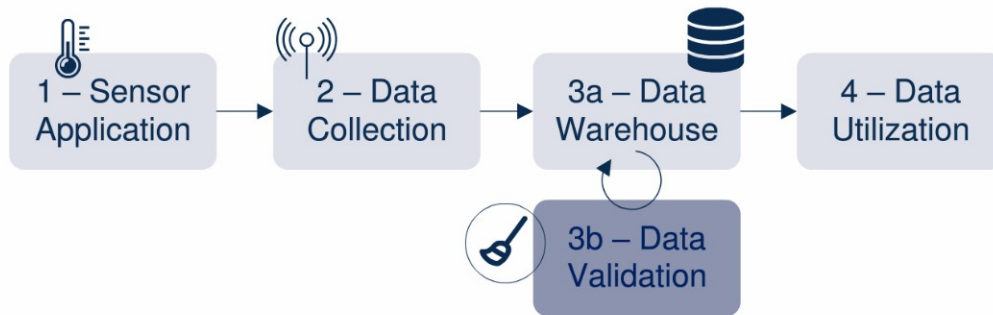 1 – Sensor
Application
2 – Data
Collection
3a – Data
Warehouse
4 – Data
Utilization
3b – Data
Validation